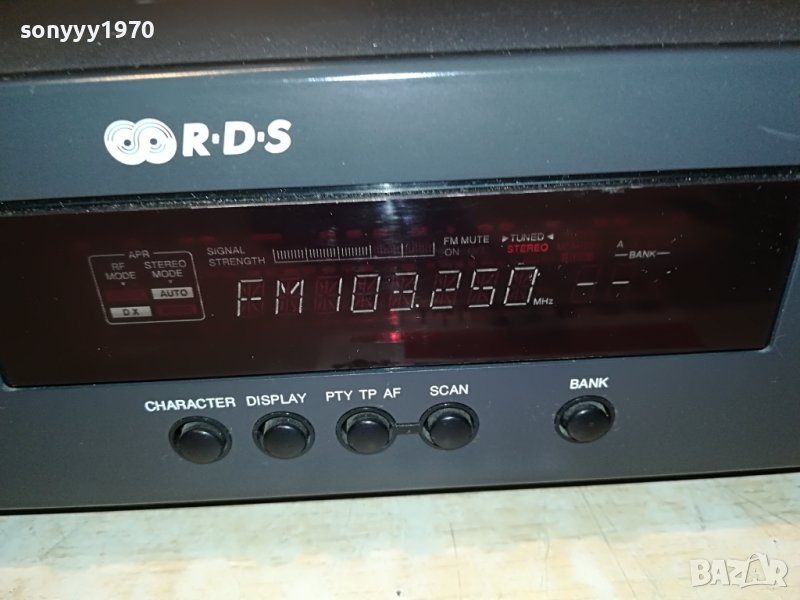 sonyyy1970
R·D·S
APR
RF MODE
STEREO MODE
AUTO
DX
SIGNAL STRENGTH
FM MUTE
ON
TUNED
STEREO
A
BANK
FM 103.250 MHz --
CHARACTER DISPLAY PTY TP AF SCAN BANK
BAZAR